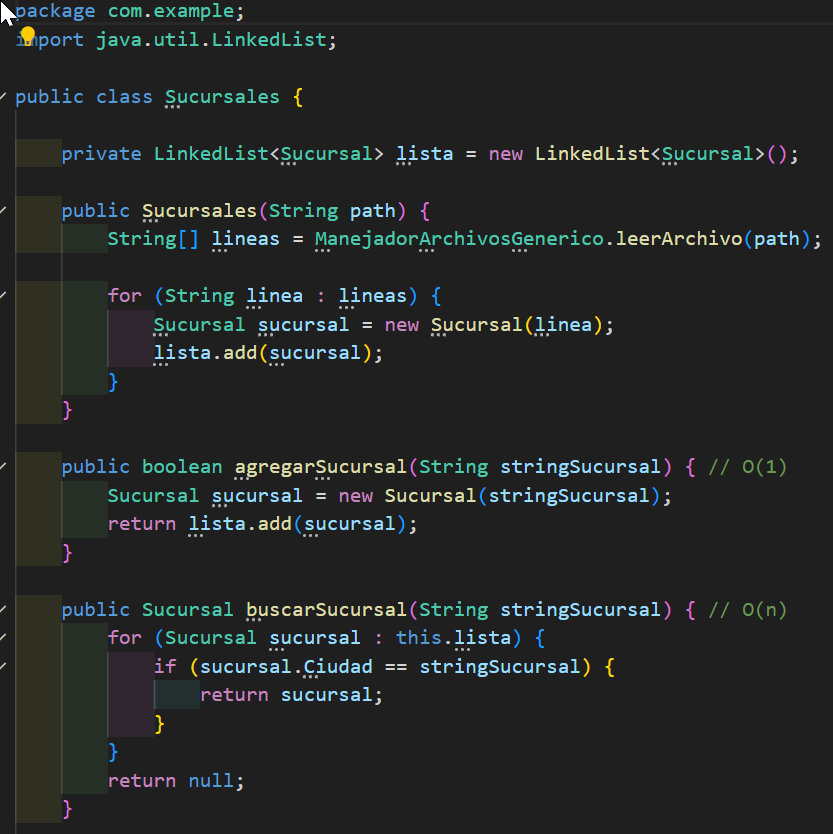 package com.example;
import java.util.LinkedList;
public class Sucursales {
private LinkedList<Sucursal> lista = new LinkedList<Sucursal>();
public Sucursales(String path) {
String[] lineas = ManejadorArchivosGenerico.leerArchivo(path);
for (String linea : lineas) {
Sucursal sucursal = new Sucursal(linea);
lista.add(sucursal);
}
}
public boolean agregarSucursal(String stringSucursal) { // O(1)
Sucursal sucursal = new Sucursal(stringSucursal);
return lista.add(sucursal);
}
public Sucursal buscarSucursal(String stringSucursal) { // O(n)
for (Sucursal sucursal : this.lista) {
if (sucursal.Ciudad == stringSucursal) {
return sucursal;
}
}
return null;
}